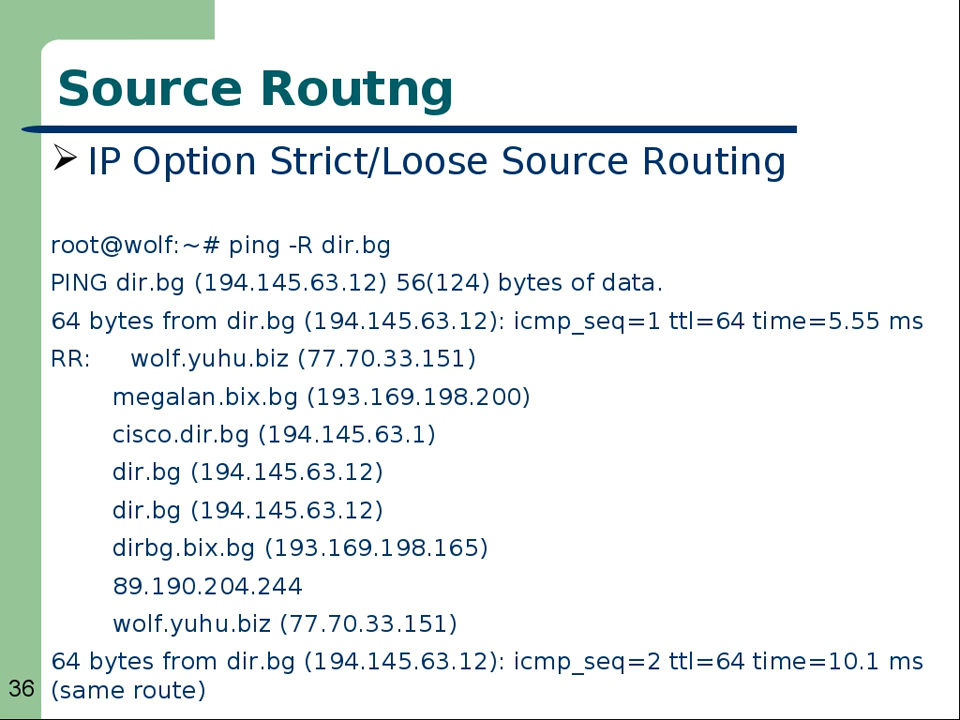 Source Routng
IP Option Strict/Loose Source Routing
root@wolf:~# ping -R dir.bg
PING dir.bg (194.145.63.12) 56(124) bytes of data.
64 bytes from dir.bg (194.145.63.12): icmp_seq=1 ttl=64 time=5.55 ms
RR: wolf.yuhu.biz (77.70.33.151)
megalan.bix.bg (193.169.198.200)
cisco.dir.bg (194.145.63.1)
dir.bg (194.145.63.12)
dir.bg (194.145.63.12)
dirbg.bix.bg (193.169.198.165)
89.190.204.244
wolf.yuhu.biz (77.70.33.151)
64 bytes from dir.bg (194.145.63.12): icmp_seq=2 ttl=64 time=10.1 ms
(same route)
36